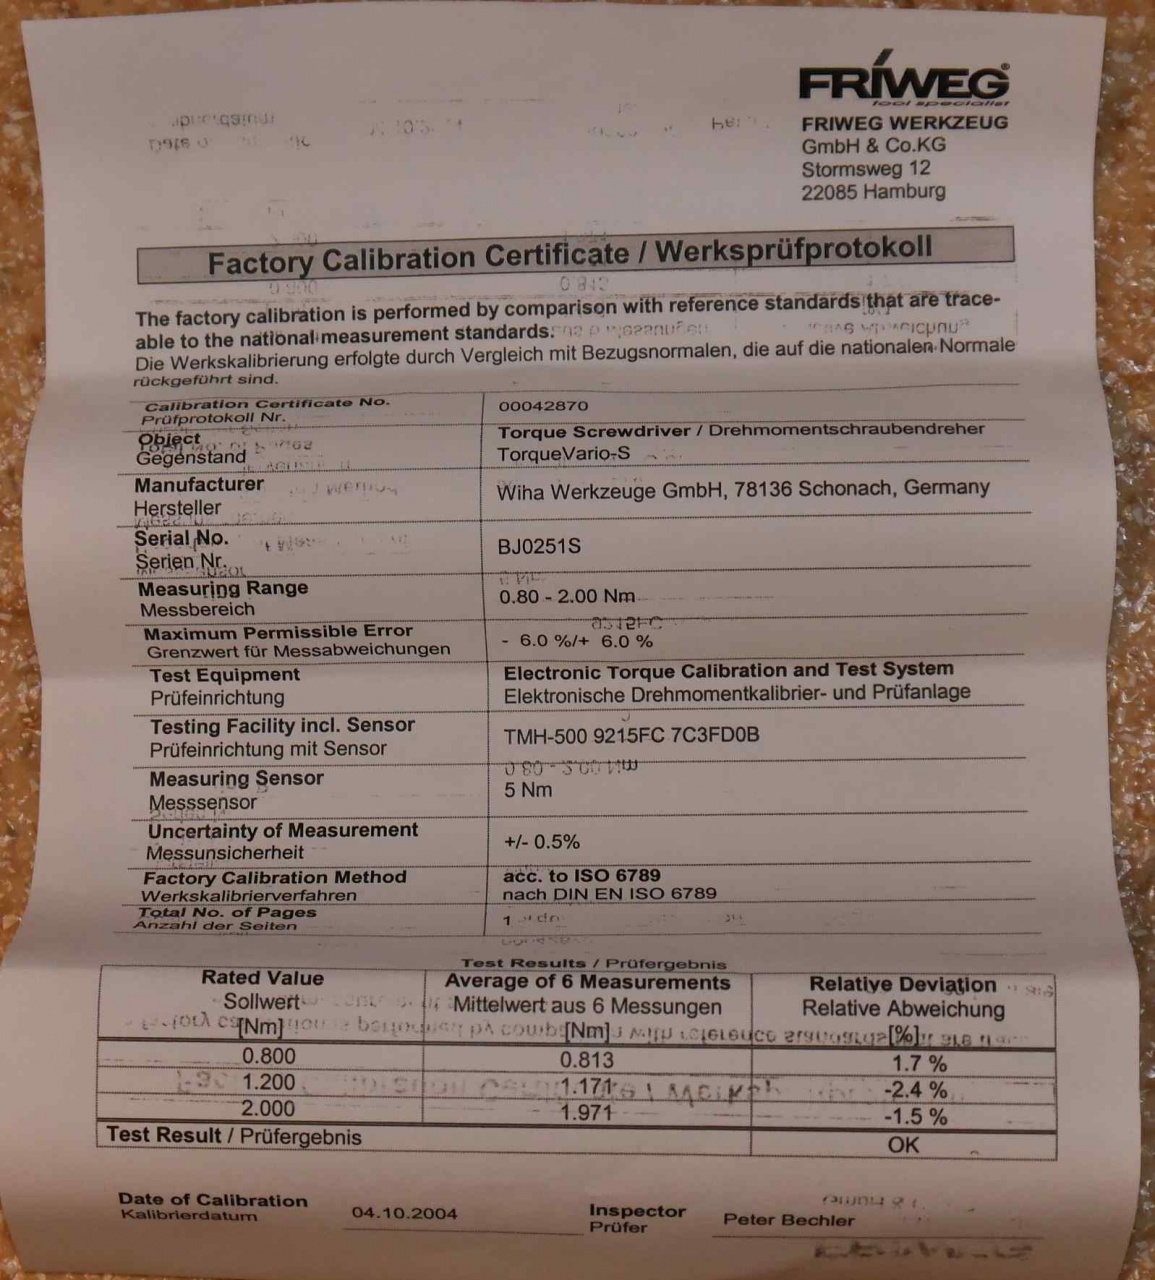 FRIWEG®
tool specialist
FRIWEG WERKZEUG
GmbH & Co.KG
Stormsweg 12
22085 Hamburg
Factory Calibration Certificate / Werksprüfprotokoll
The factory calibration is performed by comparison with reference standards that are trace-
able to the national measurement standards.
Die Werkskalibrierung erfolgte durch Vergleich mit Bezugsnormalen, die auf die nationalen Normale
rückgeführt sind.
Calibration Certificate No.
Prüfprotokoll Nr.
00042870
Object
Gegenstand
Torque Screwdriver / Drehmomentschraubendreher
TorqueVario-S
Manufacturer
Hersteller
Wiha Werkzeuge GmbH, 78136 Schonach, Germany
Serial No.
Serien Nr.
BJ0251S
Measuring Range
Messbereich
0.80 - 2.00 Nm
Maximum Permissible Error
Grenzwert für Messabweichungen
- 6.0 %/+ 6.0 %
Test Equipment
Prüfeinrichtung
Electronic Torque Calibration and Test System
Elektronische Drehmomentkalibrier- und Prüfanlage
Testing Facility incl. Sensor
Prüfeinrichtung mit Sensor
TMH-500 9215FC 7C3FD0B
Measuring Sensor
Messsensor
5 Nm
Uncertainty of Measurement
Messunsicherheit
+/- 0.5%
Factory Calibration Method
Werkskalibrierverfahren
acc. to ISO 6789
nach DIN EN ISO 6789
Total No. of Pages
Anzahl der Seiten
1
Test Results / Prüfergebnis
Rated Value
Sollwert
[Nm]
Average of 6 Measurements
Mittelwert aus 6 Messungen
[Nm]
Relative Deviation
Relative Abweichung
[%]
0.800 0.813 1.7 %
1.200 1.171 -2.4 %
2.000 1.971 -1.5 %
Test Result / Prüfergebnis OK
Date of Calibration
Kalibrierdatum
04.10.2004
Inspector
Prüfer
Peter Bechler